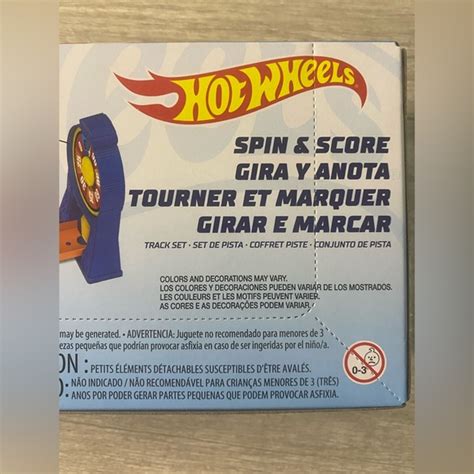 HOT WHEELS
SPIN & SCORE
GIRA Y ANOTA
TOURNER ET MARQUER
GIRAR E MARCAR
TRACK SET • SET DE PISTA • COFFRET PISTE • CONJUNTO DE PISTA
COLORS AND DECORATIONS MAY VARY.
LOS COLORES Y DECORACIONES PUEDEN VARIAR DE LOS MOSTRADOS.
LES COULEURS ET LES MOTIFS PEUVENT VARIER.
AS CORES E AS DECORAÇÕES PODEM VARIAR.
may be generated. • ADVERTENCIA: Juguete no recomendado para menores de 3
ezas pequeñas que podrían provocar asfixia en caso de ser ingeridas por el niño/a.
ON : PETITS ÉLÉMENTS DÉTACHABLES SUSCEPTIBLES D'ÊTRE AVALÉS.
O: NÃO INDICADO / NÃO RECOMENDÁVEL PARA CRIANÇAS MENORES DE 3 (TRÊS)
ANOS POR PODER GERAR PARTES PEQUENAS QUE PODEM PROVOCAR ASFIXIA.
0-3